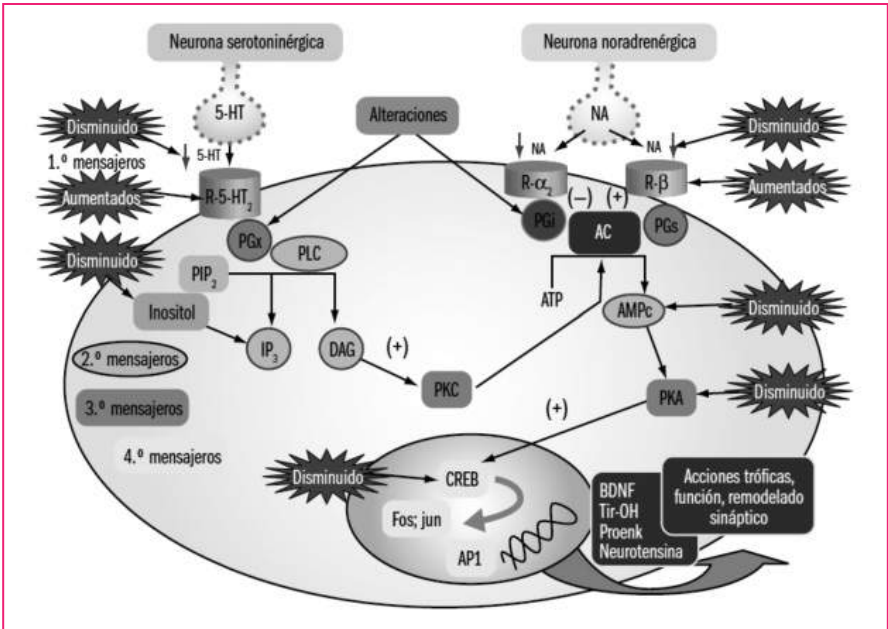 Neurona serotoninérgica
Neurona noradrenérgica
5-HT
Alteraciones
NA
Disminuido
1.º mensajeros
5-HT
NA
NA
Disminuido
Aumentados
R-5-HT2
R-α2
R-β
Aumentados
(–)
(+)
PGx
PLC
PGi
AC
PGs
Disminuido
PIP2
Inositol
ATP
AMPc
Disminuido
2.º mensajeros
IP3
DAG
(+)
PKC
PKA
Disminuido
3.º mensajeros
(+)
4.º mensajeros
Disminuido
CREB
Fos; jun
AP1
BDNF
Tir-OH
Proenk
Neurotensina
Acciones tróficas,
función, remodelado
sináptico